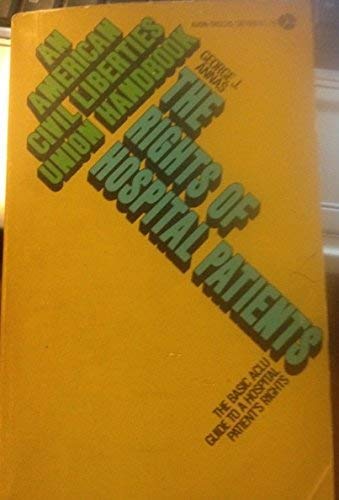 AN
AMERICAN
CIVIL LIBERTIES
UNION HANDBOOK
GEORGE J.
ANNAS
THE
RIGHTS OF
HOSPITAL PATIENTS
THE BASIC ACLU
GUIDE TO A HOSPITAL
PATIENT'S RIGHTS